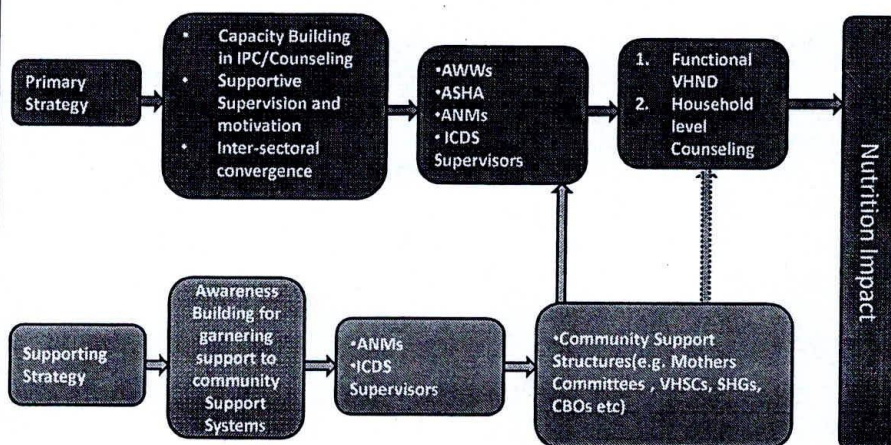 Primary
Strategy
• Capacity Building
in IPC/Counseling
• Supportive
Supervision and
motivation
• Inter-sectoral
convergence
•AWWs
•ASHA
•ANMs
• ICDS
Supervisors
1. Functional
VHND
2. Household
level
Counseling
Nutrition Impact
Supporting
Strategy
Awareness
Building for
garnering
support to
community
Support
Systems
•ANMs
•ICDS
Supervisors
•Community Support
Structures(e.g. Mothers
Committees , VHSCs, SHGs,
CBOs etc)